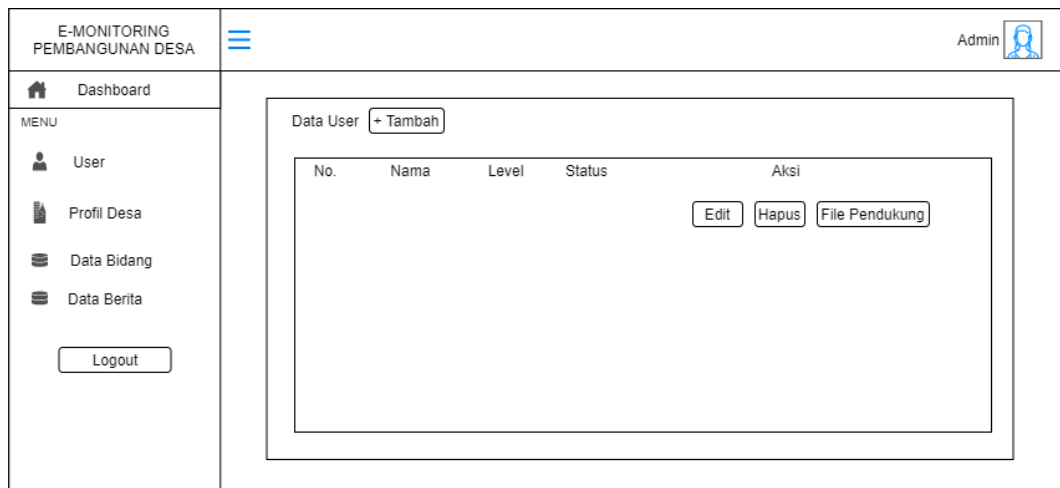 E-MONITORING
PEMBANGUNAN DESA
Admin
Dashboard
MENU
User
Profil Desa
Data Bidang
Data Berita
Logout
Data User + Tambah
No. Nama Level Status Aksi
Edit Hapus File Pendukung